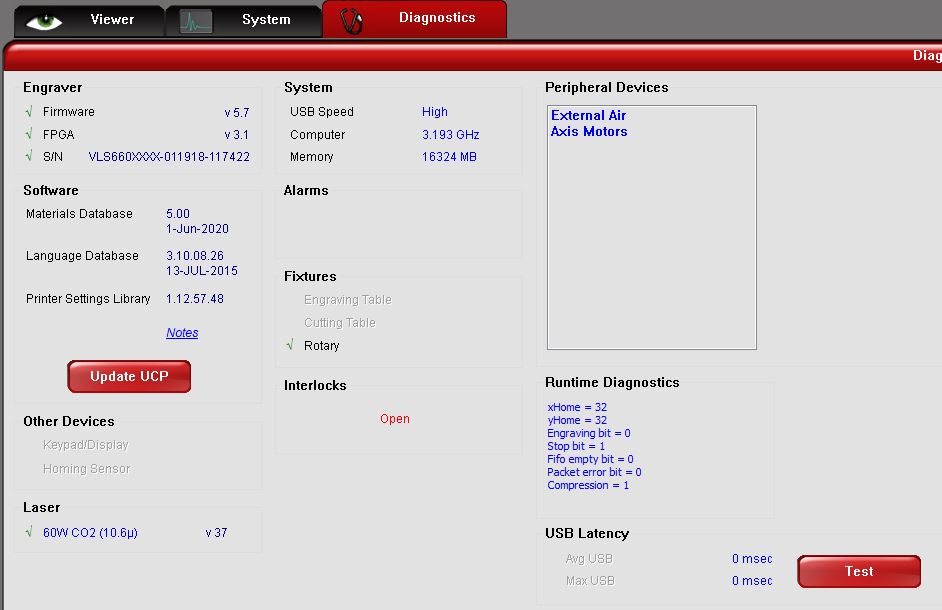 Viewer
System
Diagnostics
Diag
Engraver
√ Firmware v 5.7
√ FPGA v 3.1
√ S/N VLS660XXXX-011918-117422
Software
Materials Database 5.00
1-Jun-2020
Language Database 3.10.08.26
13-JUL-2015
Printer Settings Library 1.12.57.48
Notes
Update UCP
Other Devices
Keypad/Display
Homing Sensor
Laser
√ 60W CO2 (10.6µ) v 37
System
USB Speed High
Computer 3.193 GHz
Memory 16324 MB
Alarms
Fixtures
Engraving Table
Cutting Table
√ Rotary
Interlocks
Open
Peripheral Devices
External Air
Axis Motors
Runtime Diagnostics
xHome = 32
yHome = 32
Engraving bit = 0
Stop bit = 1
Fifo empty bit = 0
Packet error bit = 0
Compression = 1
USB Latency
Avg USB 0 msec
Max USB 0 msec
Test